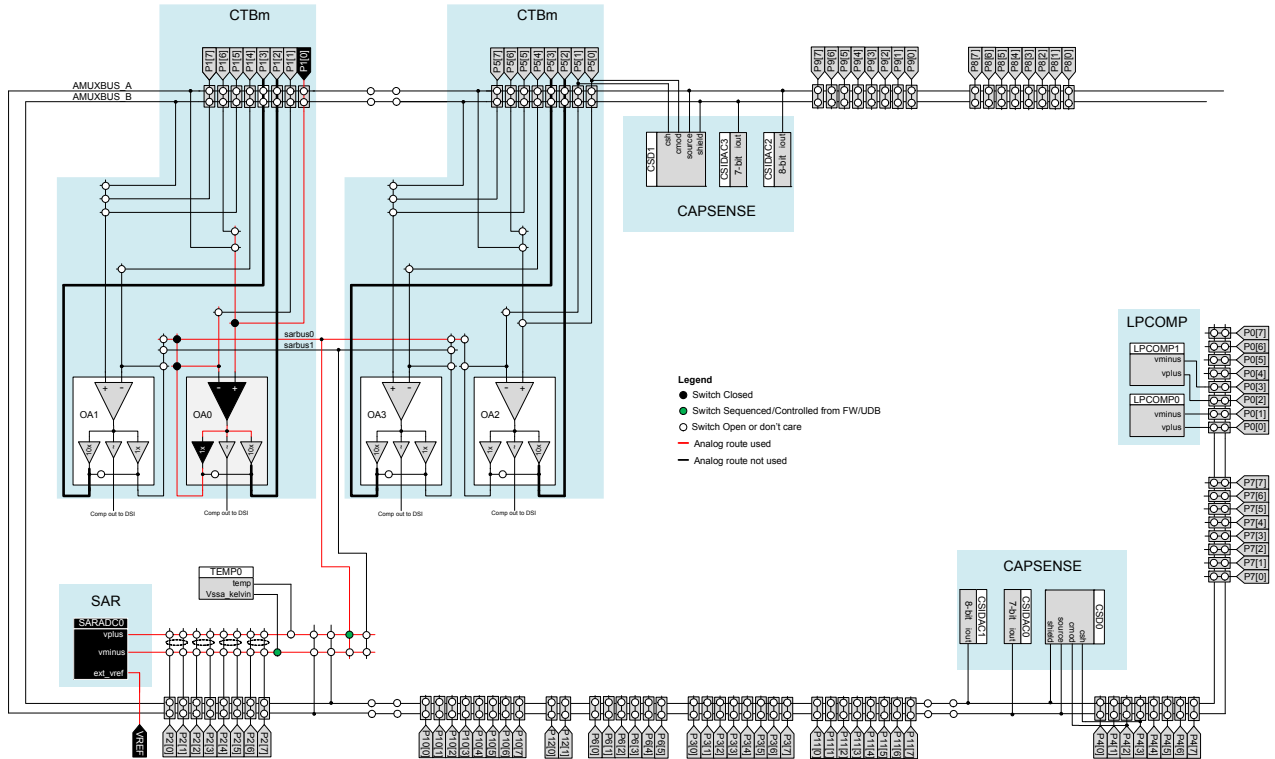 CTBm
CTBm
P1[7]
P1[6]
P1[5]
P1[4]
P1[3]
P1[2]
P1[1]
P1[0]
P5[7]
P5[6]
P5[5]
P5[4]
P5[3]
P5[2]
P5[1]
P5[0]
P9[7]
P9[6]
P9[5]
P9[4]
P9[3]
P9[2]
P9[1]
P9[0]
P8[7]
P8[6]
P8[5]
P8[4]
P8[3]
P8[2]
P8[1]
P8[0]
AMUXBUS_A
AMUXBUS_B
CSD1
csh
cmod
source
shield
CSIDAC3
7-bit iout
CSIDAC2
8-bit iout
CAPSENSE
sarbus0
sarbus1
+ -
OA1
10x
-
1x
- +
OA0
1x
-
10x
+ -
OA3
10x
-
1x
- +
OA2
1x
-
10x
Comp out to DSI
Comp out to DSI
Comp out to DSI
Comp out to DSI
Legend
Switch Closed
Switch Sequenced/Controlled from FW/UDB
Switch Open or don't care
Analog route used
Analog route not used
LPCOMP
LPCOMP1
vminus
vplus
LPCOMP0
vminus
vplus
P0[7]
P0[6]
P0[5]
P0[4]
P0[3]
P0[2]
P0[1]
P0[0]
P7[7]
P7[6]
P7[5]
P7[4]
P7[3]
P7[2]
P7[1]
P7[0]
TEMP0
temp
Vssa_kelvin
SAR
SARADC0
vplus
vminus
ext_vref
CAPSENSE
CSIDAC1
8-bit iout
CSIDAC0
7-bit iout
CSD0
shield
source
cmod
csh
VREF
P2[0]
P2[1]
P2[2]
P2[3]
P2[4]
P2[5]
P2[6]
P2[7]
P10[0]
P10[1]
P10[2]
P10[3]
P10[4]
P10[5]
P10[6]
P10[7]
P12[0]
P12[1]
P6[0]
P6[1]
P6[2]
P6[3]
P6[4]
P6[5]
P3[0]
P3[1]
P3[2]
P3[3]
P3[4]
P3[5]
P3[6]
P3[7]
P11[0]
P11[1]
P11[2]
P11[3]
P11[4]
P11[5]
P11[6]
P11[7]
P4[0]
P4[1]
P4[2]
P4[3]
P4[4]
P4[5]
P4[6]
P4[7]